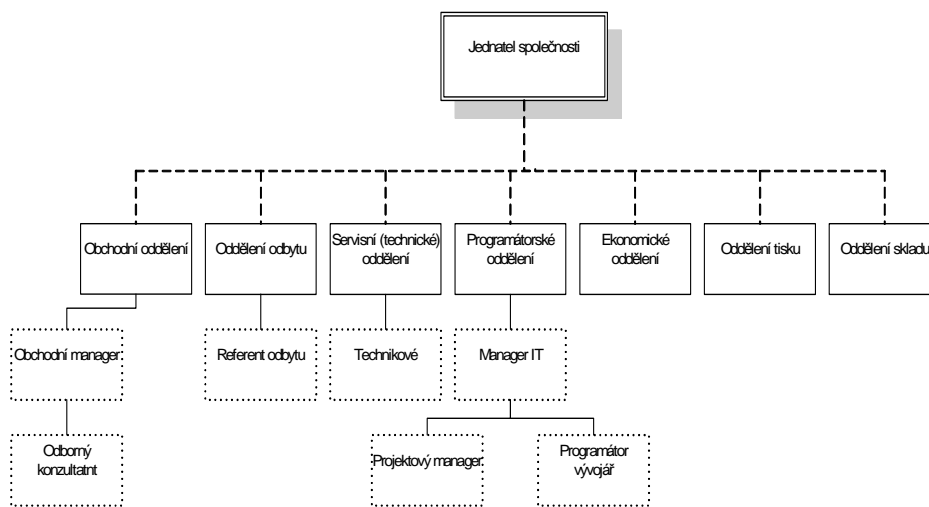 Jednatel společnosti
Obchodní oddělení
Oddělení odbytu
Servisní (technické)
oddělení
Programátorské
oddělení
Ekonomické
oddělení
Oddělení tisku
Oddělení skladu
Obchodní manager
Referent odbytu
Technikové
Manager IT
Odborný
konzultatnt
Projektový manager
Programátor
vývojář